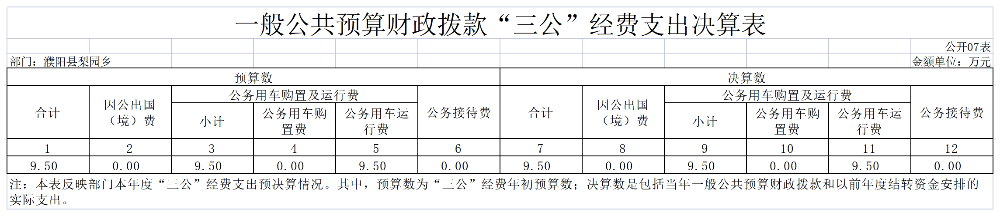 一般公共预算财政拨款“三公”经费支出决算表
公开07表
部门：濮阳县梨园乡 金额单位：万元
预算数 决算数
合计 因公出国（境）费 公务用车购置及运行费 公务接待费 合计 因公出国（境）费 公务用车购置及运行费 公务接待费
小计 公务用车购置费 公务用车运行费 小计 公务用车购置费 公务用车运行费
1 2 3 4 5 6 7 8 9 10 11 12
9.50 0.00 9.50 0.00 9.50 0.00 9.50 0.00 9.50 0.00 9.50 0.00
注：本表反映部门本年度“三公”经费支出预决算情况。其中，预算数为“三公”经费年初预算数；决算数是包括当年一般公共预算财政拨款和以前年度结转资金安排的
实际支出。